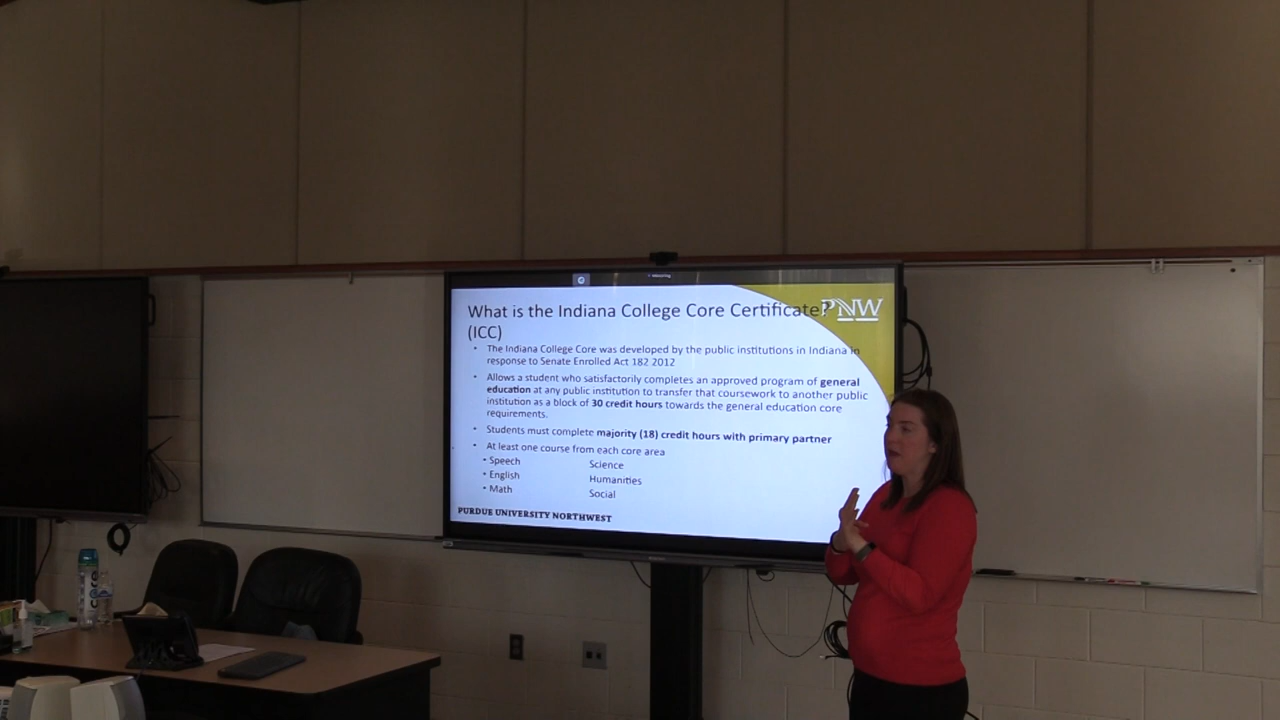 What is the Indiana College Core Certificate?
PNW
(ICC)
• The Indiana College Core was developed by the public institutions in Indiana in
response to Senate Enrolled Act 182 2012
• Allows a student who satisfactorily completes an approved program of general
education at any public institution to transfer that coursework to another public
institution as a block of 30 credit hours towards the general education core
requirements.
• Students must complete majority (18) credit hours with primary partner
• At least one course from each core area
• Speech
Science
• English
Humanities
• Math
Social
PURDUE UNIVERSITY NORTHWEST